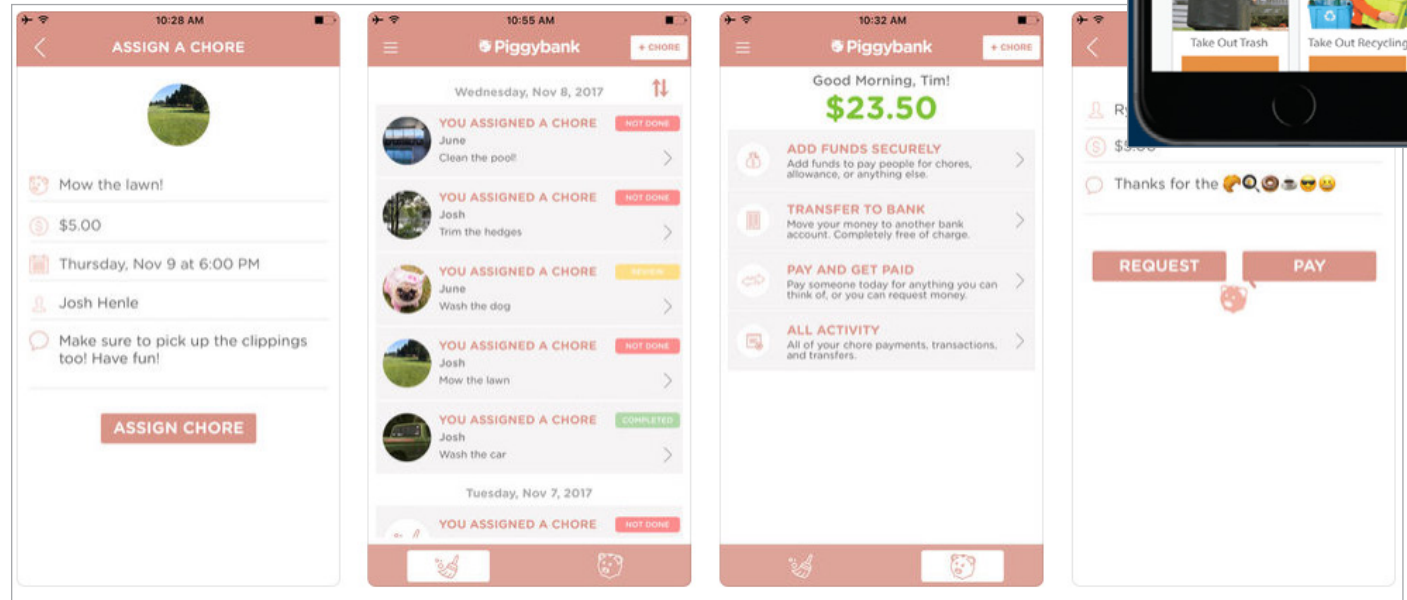 10:28 AM
ASSIGN A CHORE
Mow the lawn!
$5.00
Thursday, Nov 9 at 6:00 PM
Josh Henle
Make sure to pick up the clippings
too! Have fun!
ASSIGN CHORE
10:55 AM
Piggybank
+ CHORE
Wednesday, Nov 8, 2017
YOU ASSIGNED A CHORE
NOT DONE
June
Clean the pool!
YOU ASSIGNED A CHORE
NOT DONE
Josh
Trim the hedges
YOU ASSIGNED A CHORE
REVIEW
June
Wash the dog
YOU ASSIGNED A CHORE
NOT DONE
Josh
Mow the lawn
YOU ASSIGNED A CHORE
COMPLETED
Josh
Wash the car
Tuesday, Nov 7, 2017
YOU ASSIGNED A CHORE
NOT DONE
10:32 AM
Piggybank
+ CHORE
Good Morning, Tim!
$23.50
ADD FUNDS SECURELY
Add funds to pay people for chores,
allowance, or anything else.
TRANSFER TO BANK
Move your money to another bank
account. Completely free of charge.
PAY AND GET PAID
Pay someone today for anything you can
think of, or you can request money.
ALL ACTIVITY
All of your chore payments, transactions,
and transfers.
Take Out Trash
Take Out Recycling
Thanks for the 🥐🍳🍩☕😎😀
REQUEST
PAY